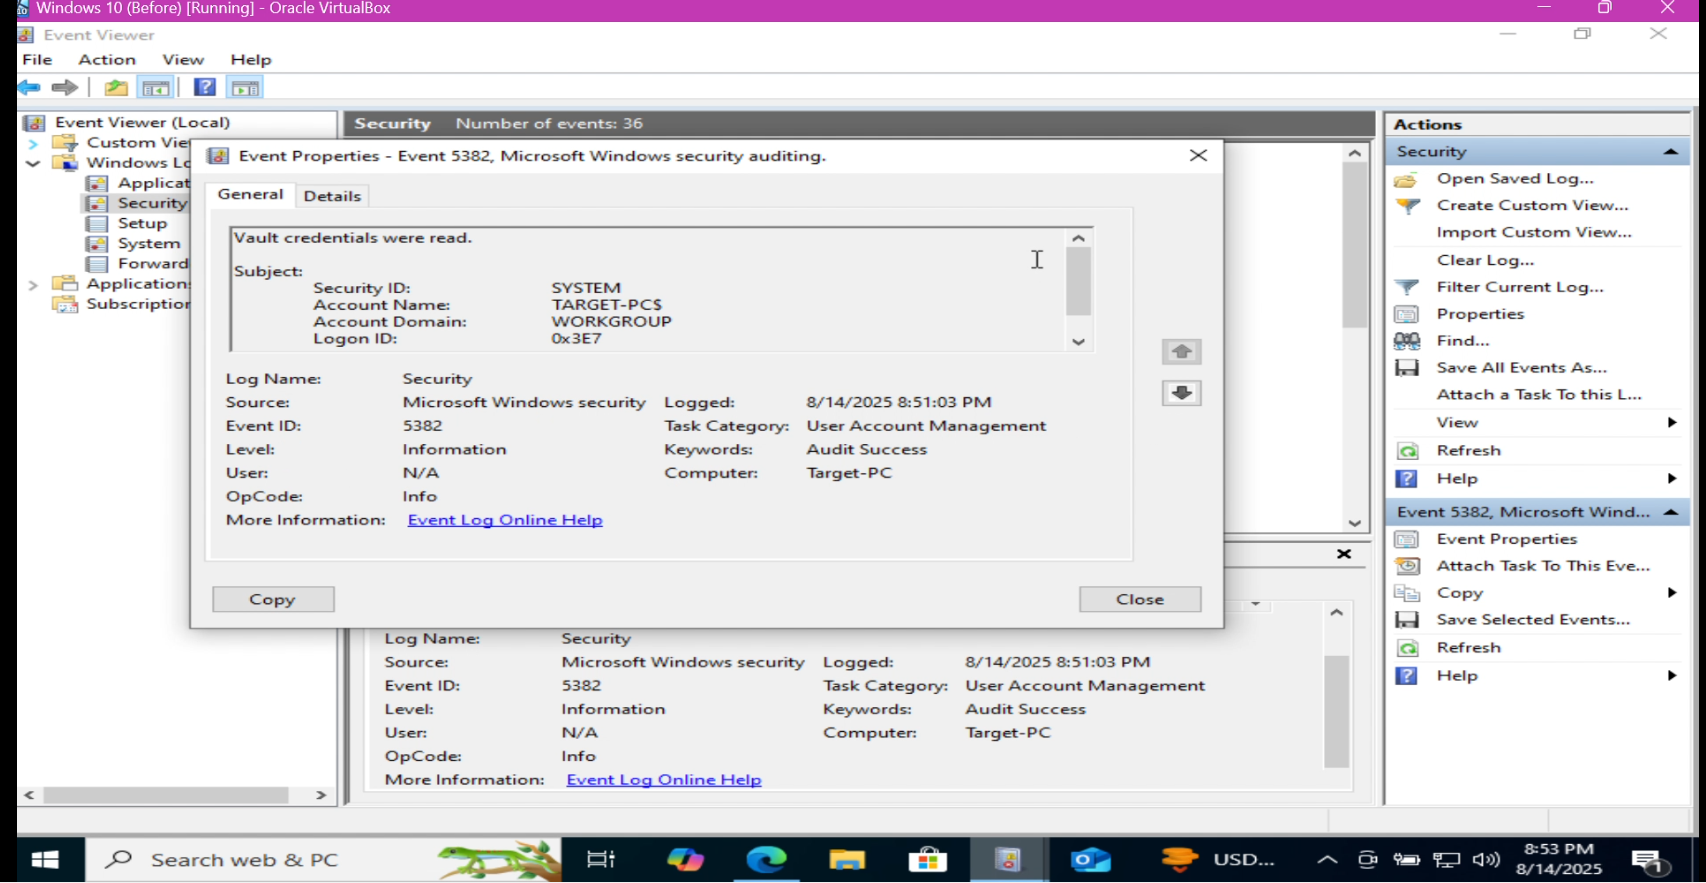 Windows 10 (Before) [Running] - Oracle VirtualBox
Event Viewer
File Action View Help
Event Viewer (Local)
Custom Vie
Windows Lo
Applicat
Security
Setup
System
Forward
Application
Subscription
Security Number of events: 36
Event Properties - Event 5382, Microsoft Windows security auditing.
General Details
Vault credentials were read.
Subject:
Security ID: SYSTEM
Account Name: TARGET-PC$
Account Domain: WORKGROUP
Logon ID: 0x3E7
Log Name: Security
Source: Microsoft Windows security Logged: 8/14/2025 8:51:03 PM
Event ID: 5382 Task Category: User Account Management
Level: Information Keywords: Audit Success
User: N/A Computer: Target-PC
OpCode: Info
More Information: Event Log Online Help
Copy Close
Log Name: Security
Source: Microsoft Windows security Logged: 8/14/2025 8:51:03 PM
Event ID: 5382 Task Category: User Account Management
Level: Information Keywords: Audit Success
User: N/A Computer: Target-PC
OpCode: Info
More Information: Event Log Online Help
Actions
Security
Open Saved Log...
Create Custom View...
Import Custom View...
Clear Log...
Filter Current Log...
Properties
Find...
Save All Events As...
Attach a Task To this L...
View
Refresh
Help
Event 5382, Microsoft Wind...
Event Properties
Attach Task To This Eve...
Copy
Save Selected Events...
Refresh
Help
Search web & PC
USD...
8:53 PM
8/14/2025
1